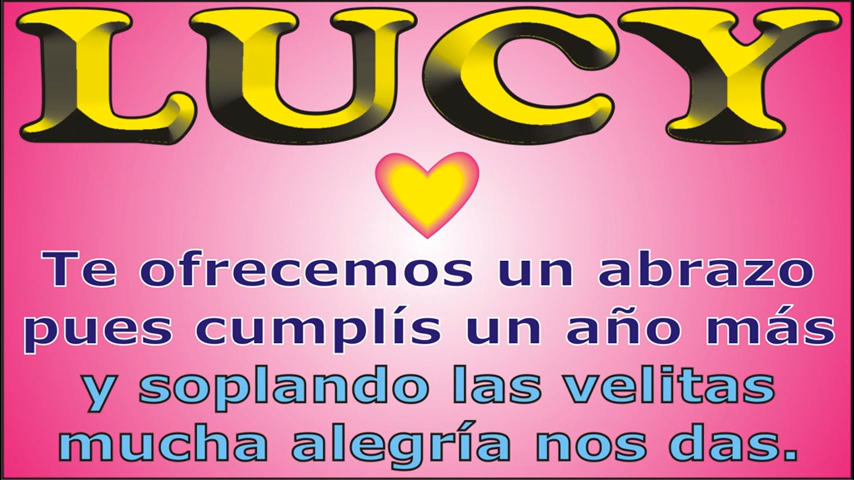 LUCY
Te ofrecemos un abrazo
pues cumplís un año más
y soplando las velitas
mucha alegría nos das.